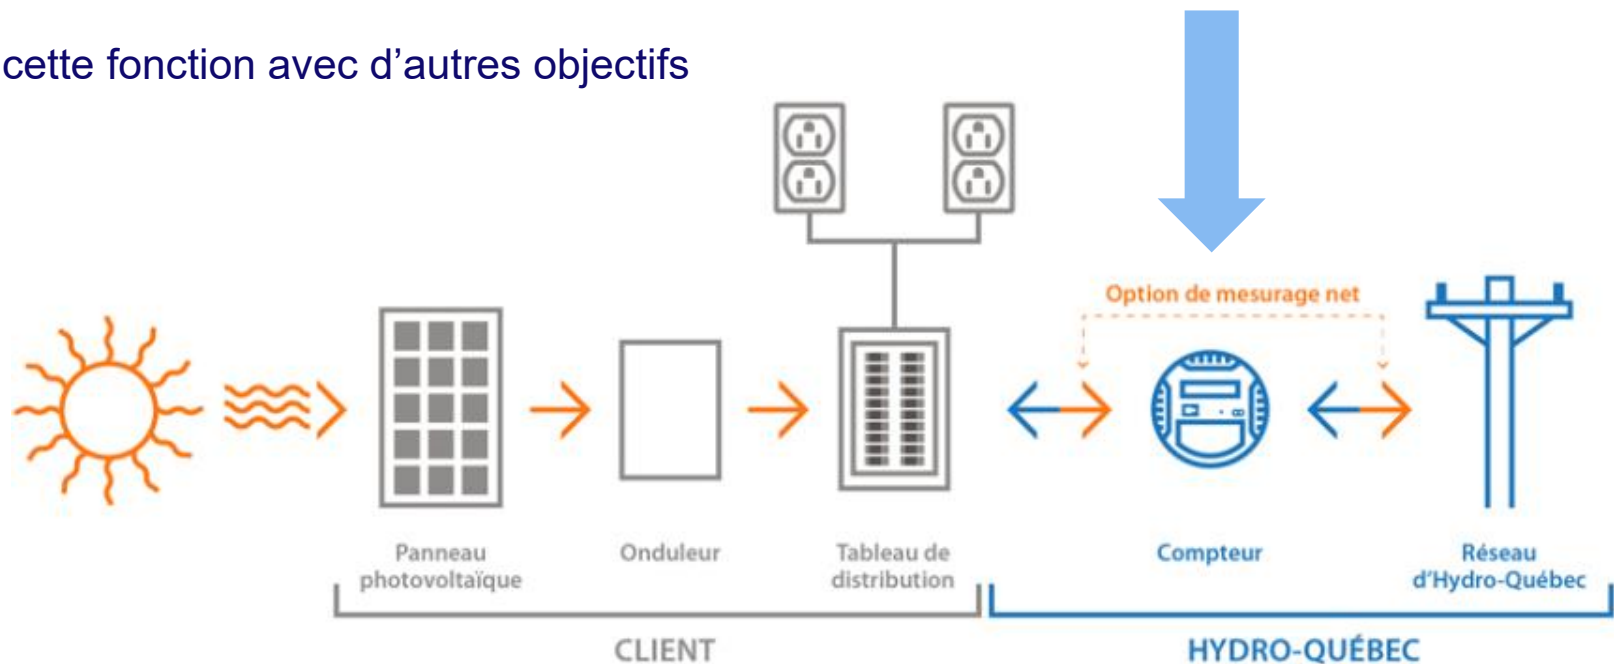 cette fonction avec d’autres objectifs
Option de mesurage net
Panneau
photovoltaïque
Onduleur
Tableau de
distribution
Compteur
Réseau
d'Hydro-Québec
CLIENT
HYDRO-QUÉBEC